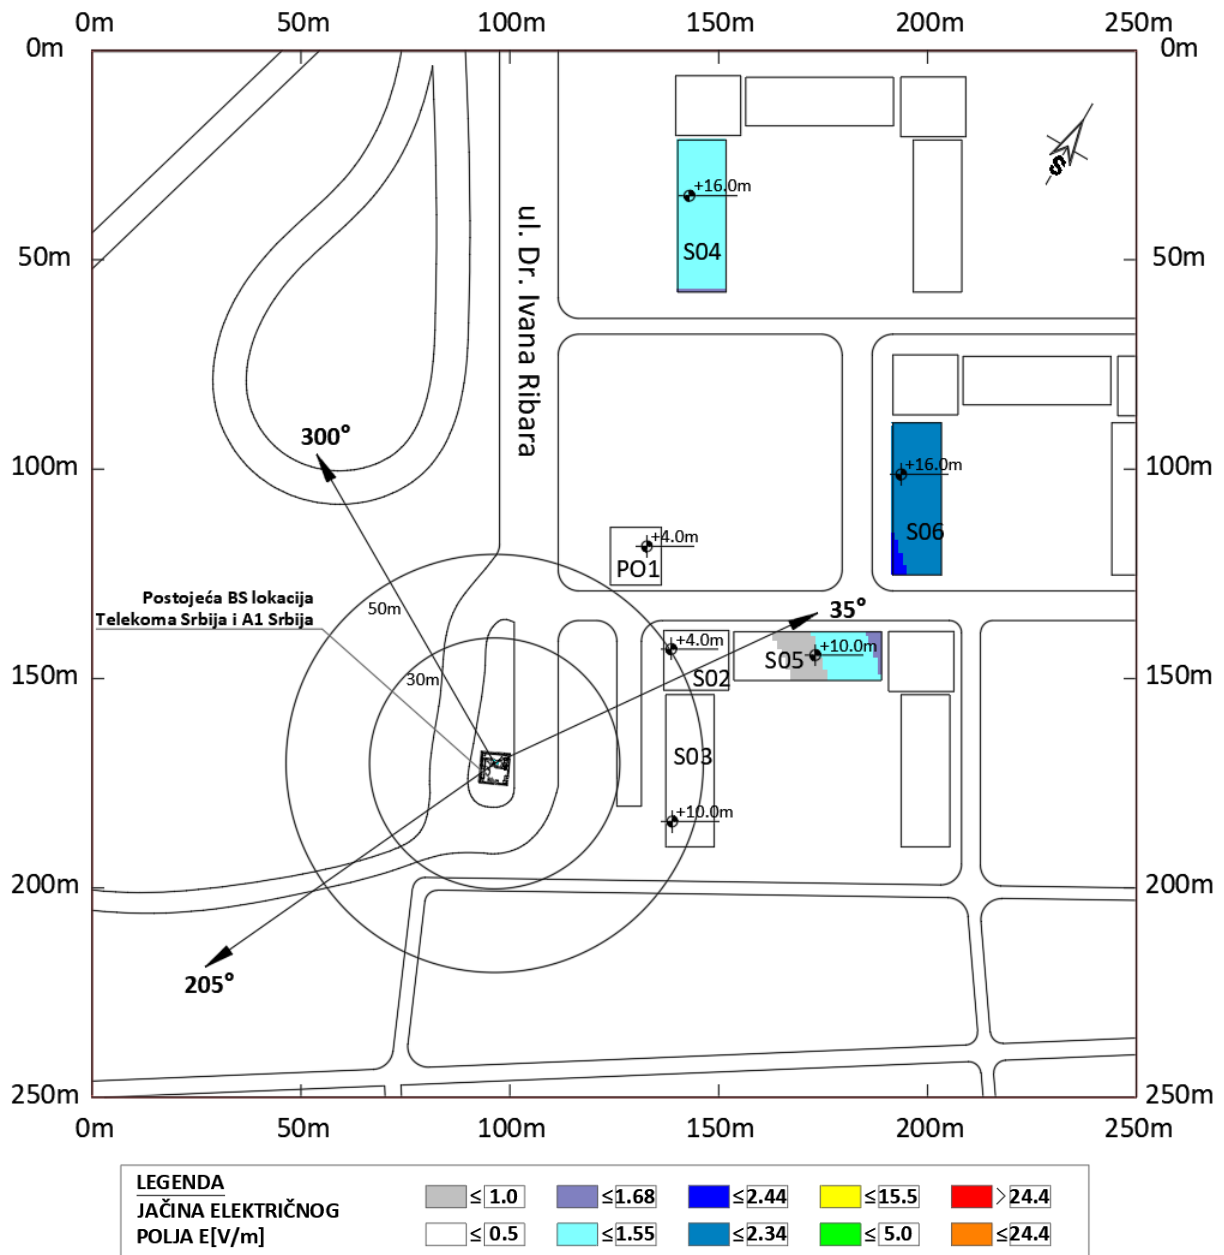 0m 50m 100m 150m 200m 250m
0m 0m
S
+16.0m
ul. Dr. Ivana Ribara
S04
50m 50m
300°
100m +16.0m 100m
S06
+4.0m
PO1
Postojeća BS lokacija
Telekoma Srbija i A1 Srbija
50m
35°
+4.0m
+10.0m
S05
150m 30m S02 150m
S03
+10.0m
200m 200m
205°
250m 250m
0m 50m 100m 150m 200m 250m
LEGENDA
JAČINA ELEKTRIČNOG
POLJA E[V/m]
≤ 1.0 ≤1.68 ≤2.44 ≤15.5 >24.4
≤ 0.5 ≤1.55 ≤2.34 ≤ 5.0 ≤24.4